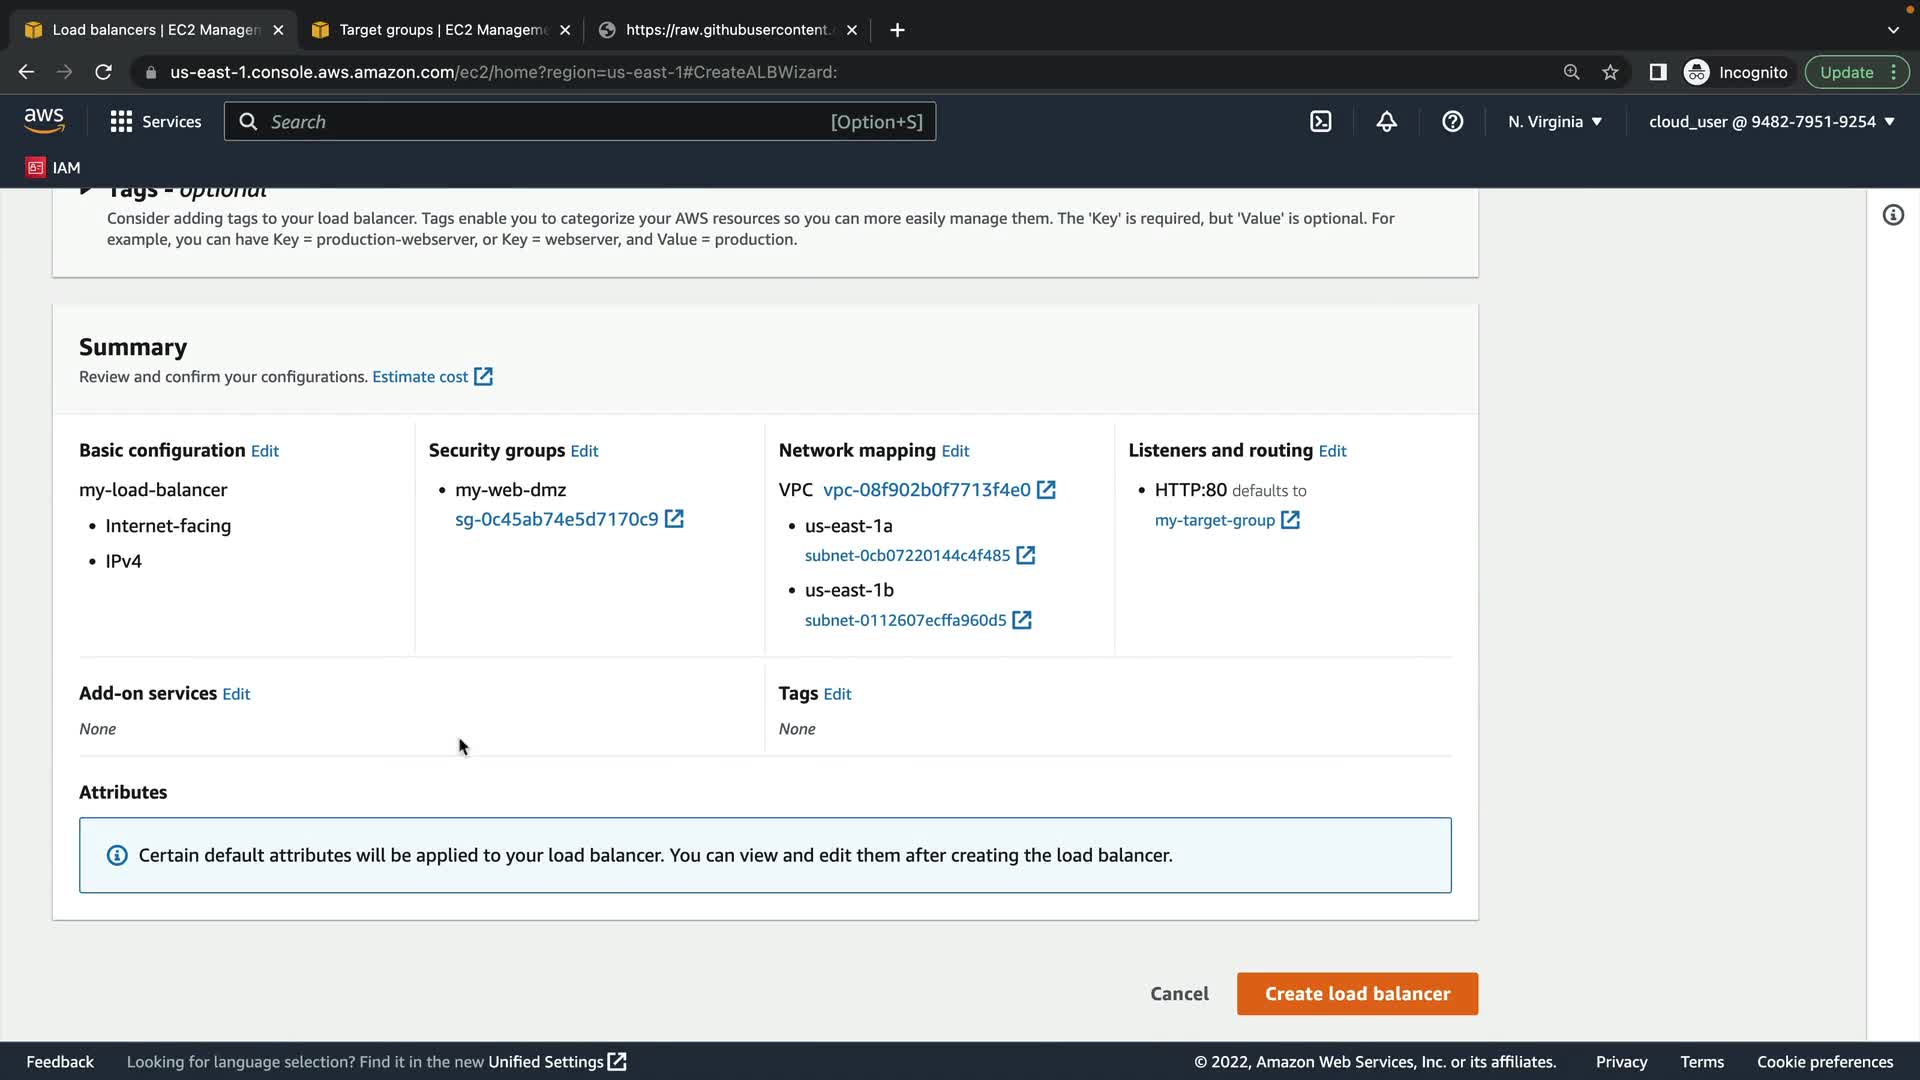 Load balancers | EC2 Managen
Target groups | EC2 Manageme
https://raw.githubusercontent.
us-east-1.console.aws.amazon.com/ec2/home?region=us-east-1#CreateALBWizard:
Incognito
Update
aws
Services
Search
[Option+S]
N. Virginia
cloud_user @ 9482-7951-9254
IAM
Tags - optional
Consider adding tags to your load balancer. Tags enable you to categorize your AWS resources so you can more easily manage them. The 'Key' is required, but 'Value' is optional. For
example, you can have Key = production-webserver, or Key = webserver, and Value = production.
Summary
Review and confirm your configurations. Estimate cost
Basic configuration Edit
my-load-balancer
• Internet-facing
• IPv4
Security groups Edit
• my-web-dmz
sg-0c45ab74e5d7170c9
Network mapping Edit
VPC vpc-08f902b0f7713f4e0
• us-east-1a
subnet-0cb07220144c4f485
• us-east-1b
subnet-0112607ecffa960d5
Listeners and routing Edit
• HTTP:80 defaults to
my-target-group
Add-on services Edit
None
Tags Edit
None
Attributes
Certain default attributes will be applied to your load balancer. You can view and edit them after creating the load balancer.
Cancel
Create load balancer
Feedback
Looking for language selection? Find it in the new Unified Settings
© 2022, Amazon Web Services, Inc. or its affiliates.
Privacy
Terms
Cookie preferences